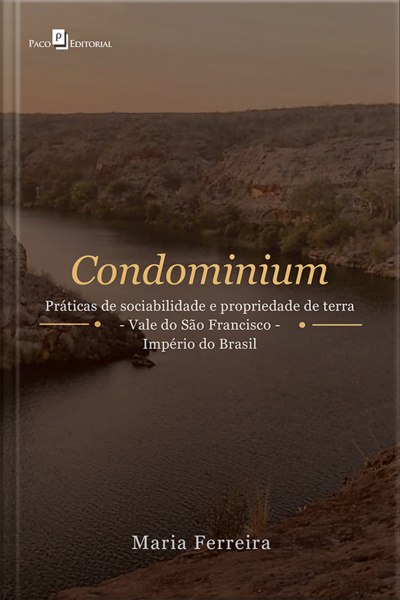 PACO EDITORIAL
Condominium
Práticas de sociabilidade e propriedade de terra
- Vale do São Francisco -
Império do Brasil
Maria Ferreira